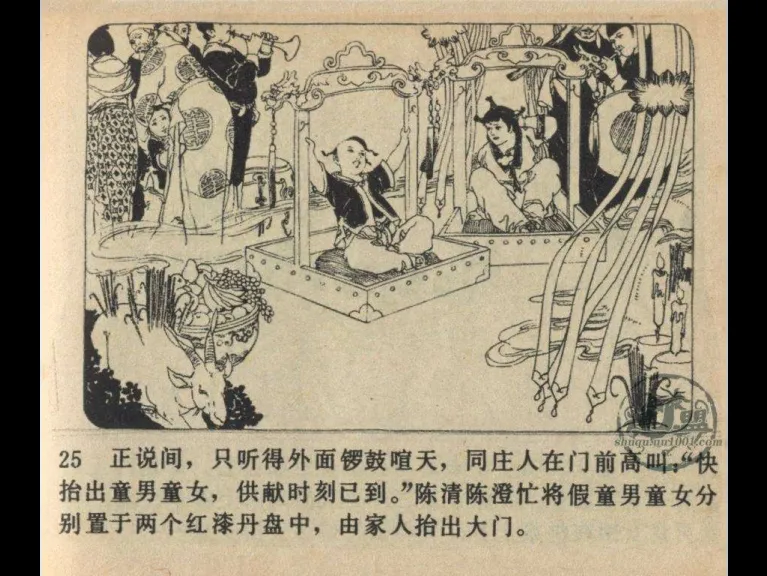 25 正说间，只听得外面锣鼓喧天，同庄人在门前高叫：“快
抬出童男童女，供献时刻已到。”陈清陈澄忙将假童男童女分
别置于两个红漆丹盘中，由家人抬出大门。